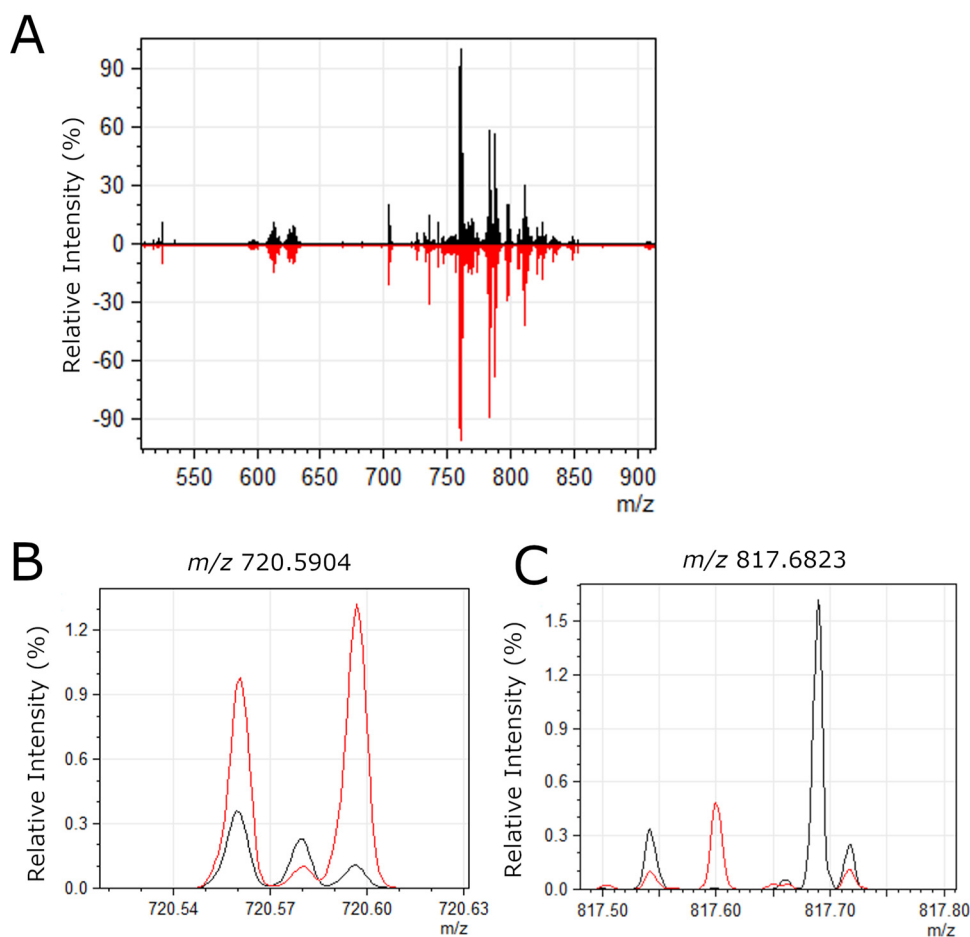 A
Relative Intensity (%)
90
60
30
0
-30
-60
-90
550 600 650 700 750 800 850 900
m/z
B
m/z 720.5904
Relative Intensity (%)
1.2
0.9
0.6
0.3
0.0
720.54 720.57 720.60 720.63
m/z
C
m/z 817.6823
Relative Intensity (%)
1.5
1.2
0.9
0.6
0.3
0.0
817.50 817.60 817.70 817.80
m/z